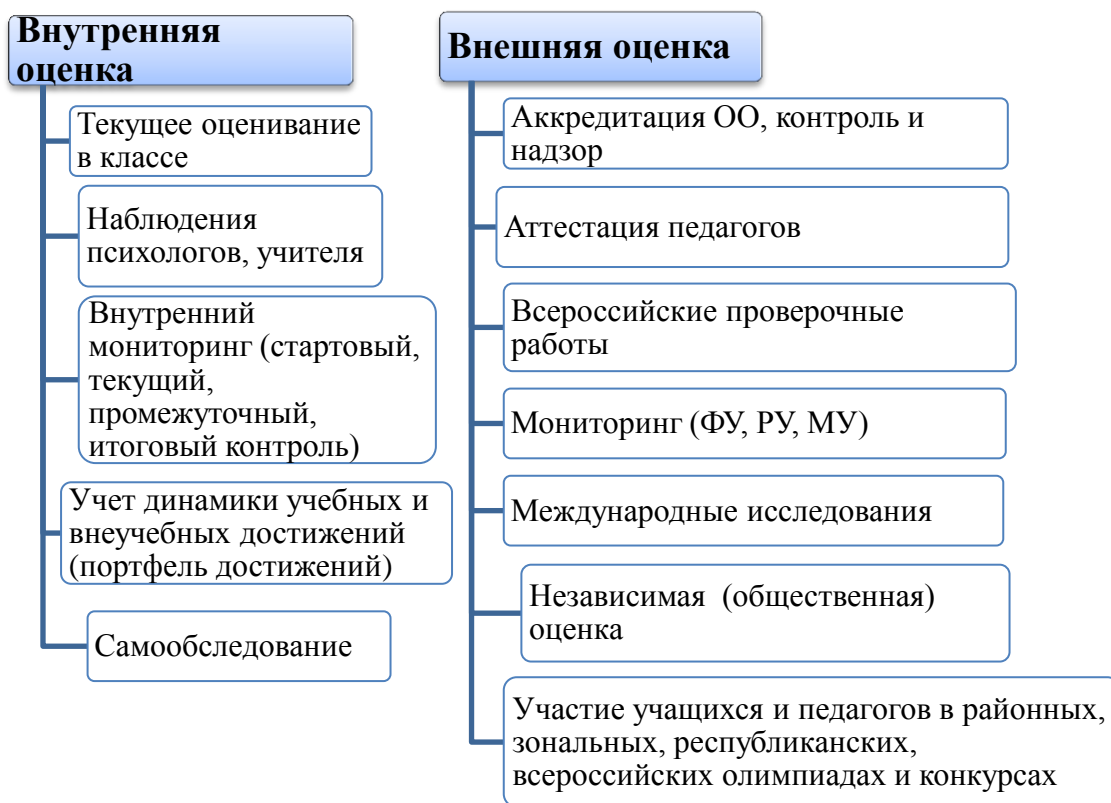 Внутренняя
оценка
Текущее оценивание
в классе
Наблюдения
психологов, учителя
Внутренний
мониторинг (стартовый,
текущий,
промежуточный,
итоговый контроль)
Учет динамики учебных и
внеучебных достижений
(портфель достижений)
Самообследование
Внешняя оценка
Аккредитация ОО, контроль и
надзор
Аттестация педагогов
Всероссийские проверочные
работы
Мониторинг (ФУ, РУ, МУ)
Международные исследования
Независимая (общественная)
оценка
Участие учащихся и педагогов в районных,
зональных, республиканских,
всероссийских олимпиадах и конкурсах